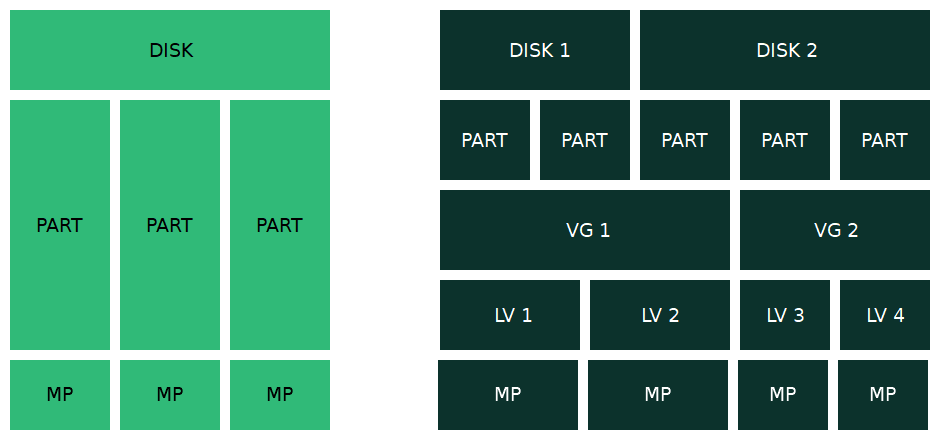 DISK
PART PART PART
MP MP MP
DISK 1 DISK 2
PART PART PART PART PART
VG 1 VG 2
LV 1 LV 2 LV 3 LV 4
MP MP MP MP